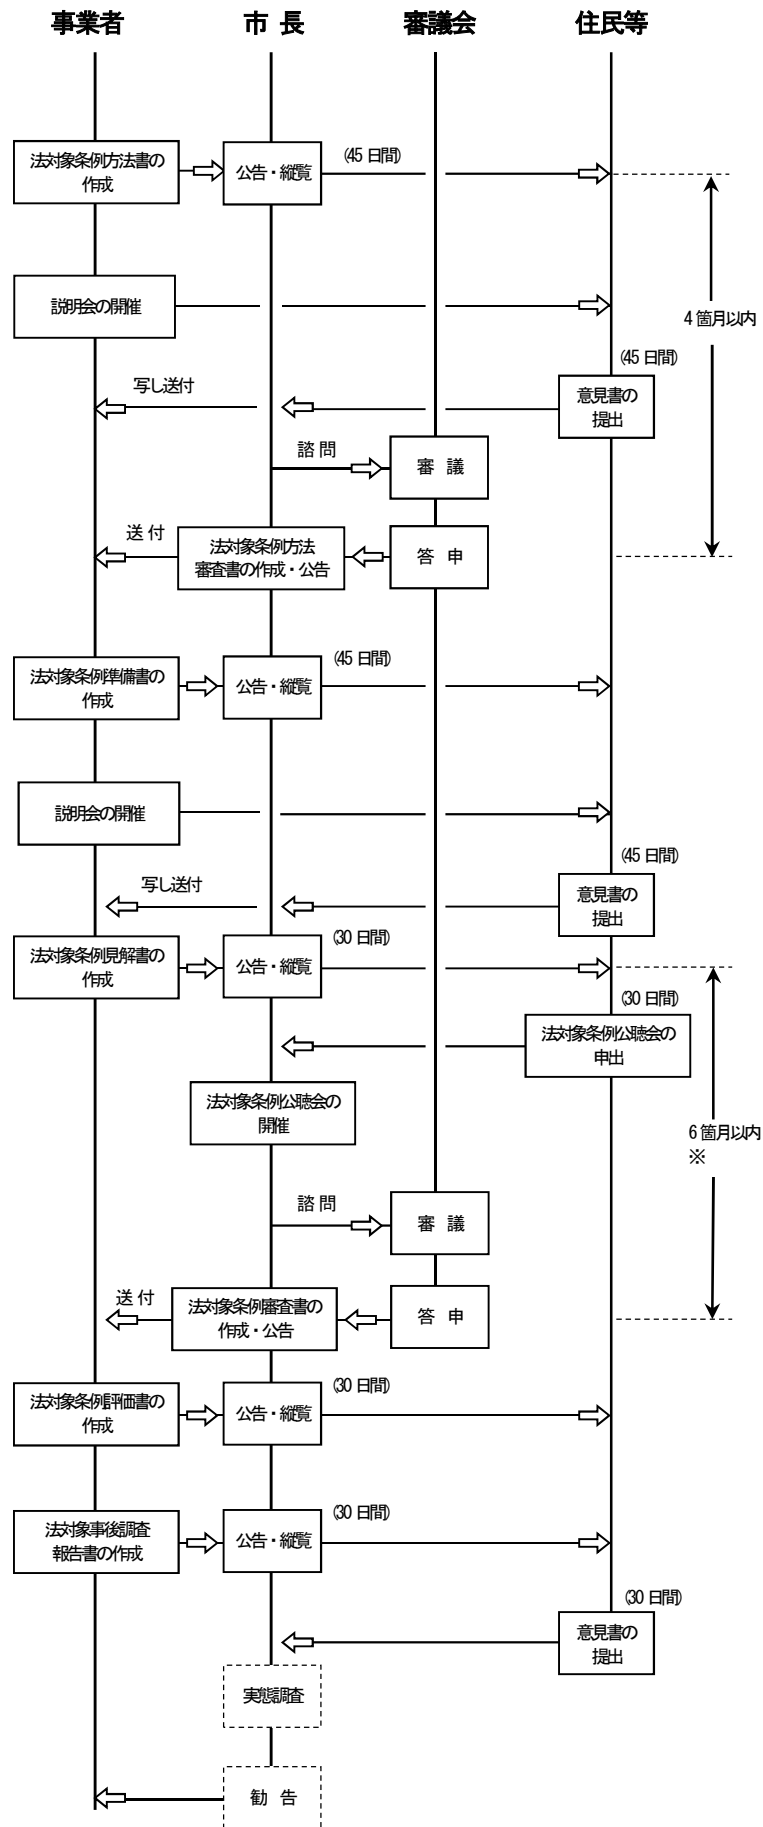 事業者
市 長
審議会
住民等
法対象条例方法書の
作成
公告・縦覧
(45 日間)
説明会の開催
4 箇月以内
(45 日間)
意見書の
提出
写し送付
諮 問
審 議
送 付
法対象条例方法
審査書の作成・公告
答 申
法対象条例準備書の
作成
公告・縦覧
(45 日間)
説明会の開催
(45 日間)
意見書の
提出
写し送付
法対象条例見解書の
作成
公告・縦覧
(30 日間)
(30 日間)
法対象条例公聴会の
申出
法対象条例公聴会の
開催
6 箇月以内
※
諮 問
審 議
送 付
法対象条例審査書の
作成・公告
答 申
法対象条例評価書の
作成
公告・縦覧
(30 日間)
法対象事後調査
報告書の作成
公告・縦覧
(30 日間)
(30 日間)
意見書の
提出
実態調査
勧 告